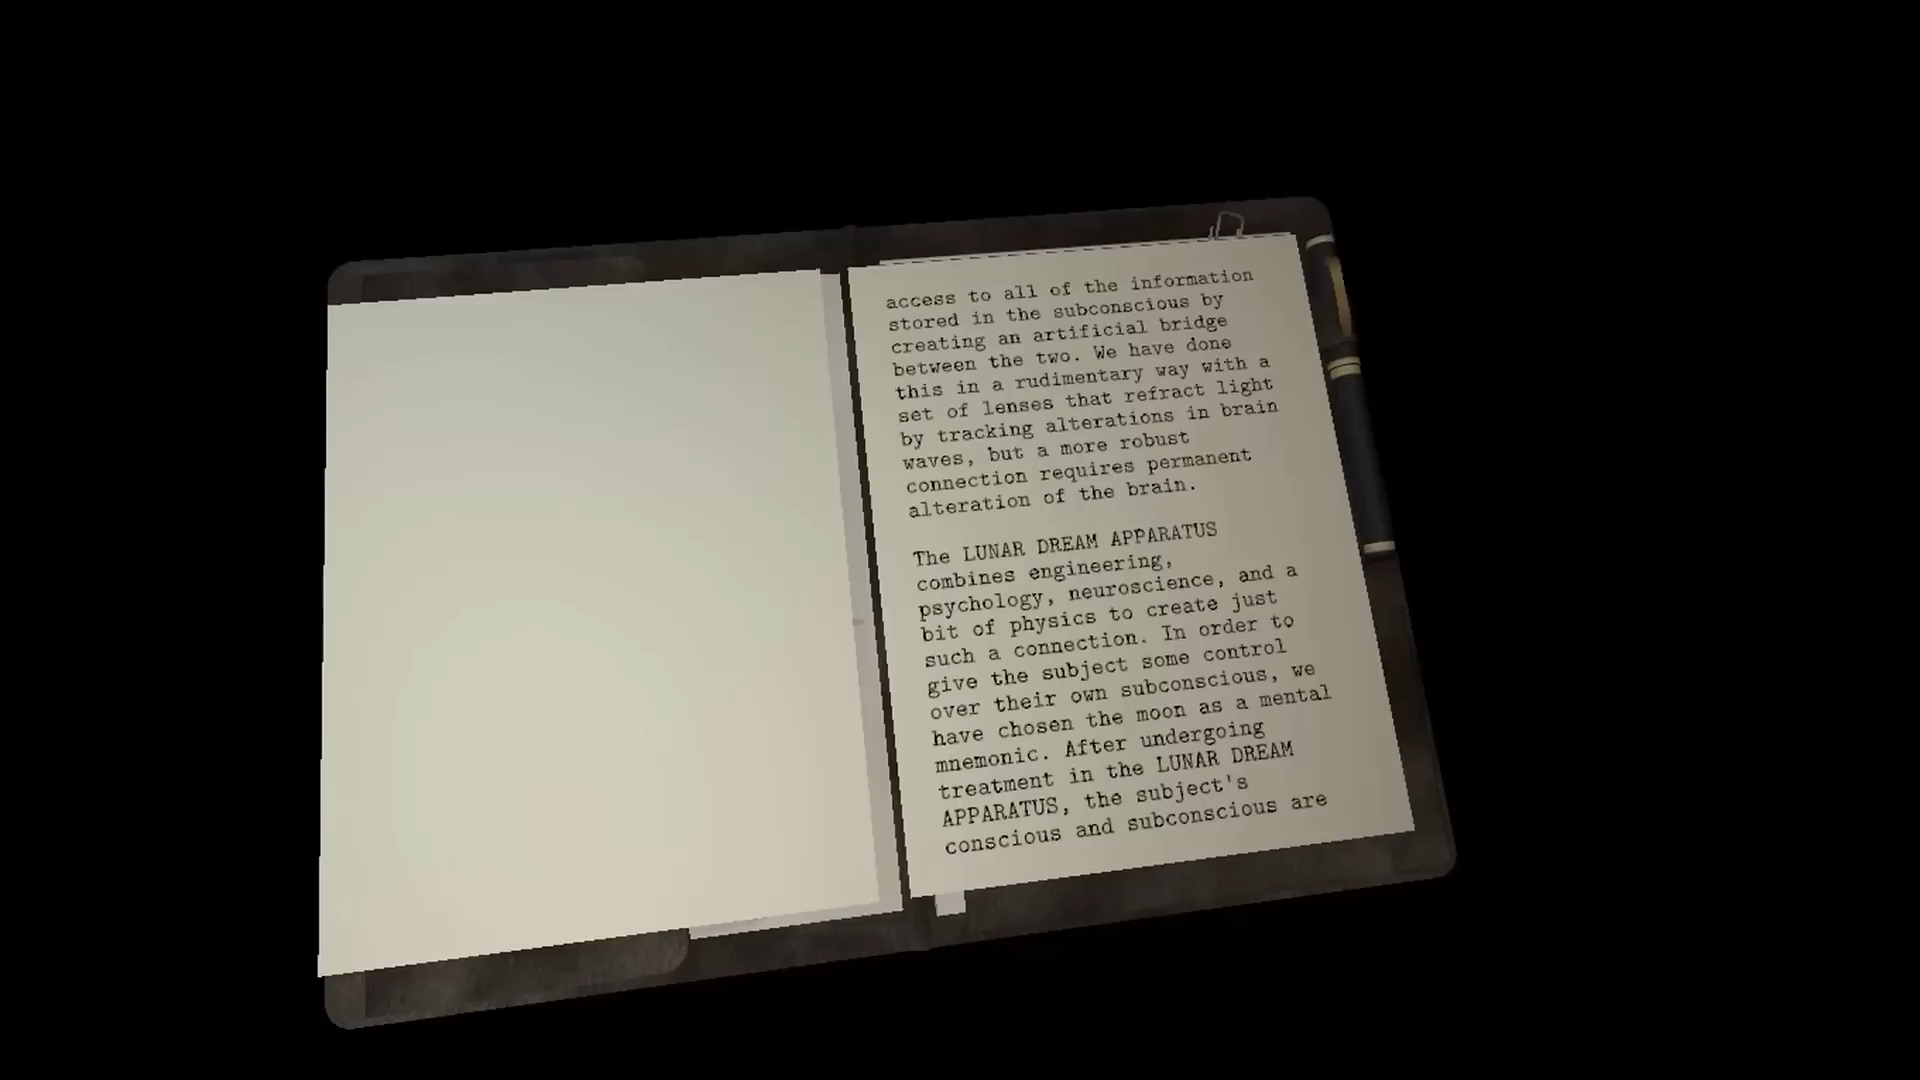 access to all of the information
stored in the subconscious by
creating an artificial bridge
between the two. We have done
this in a rudimentary way with a
set of lenses that refract light
by tracking alterations in brain
waves, but a more robust
connection requires permanent
alteration of the brain.
The LUNAR DREAM APPARATUS
combines engineering,
psychology, neuroscience, and a
bit of physics to create just
such a connection. In order to
give the subject some control
over their own subconscious, we
have chosen the moon as a mental
mnemonic. After undergoing
treatment in the LUNAR DREAM
APPARATUS, the subject's
conscious and subconscious are